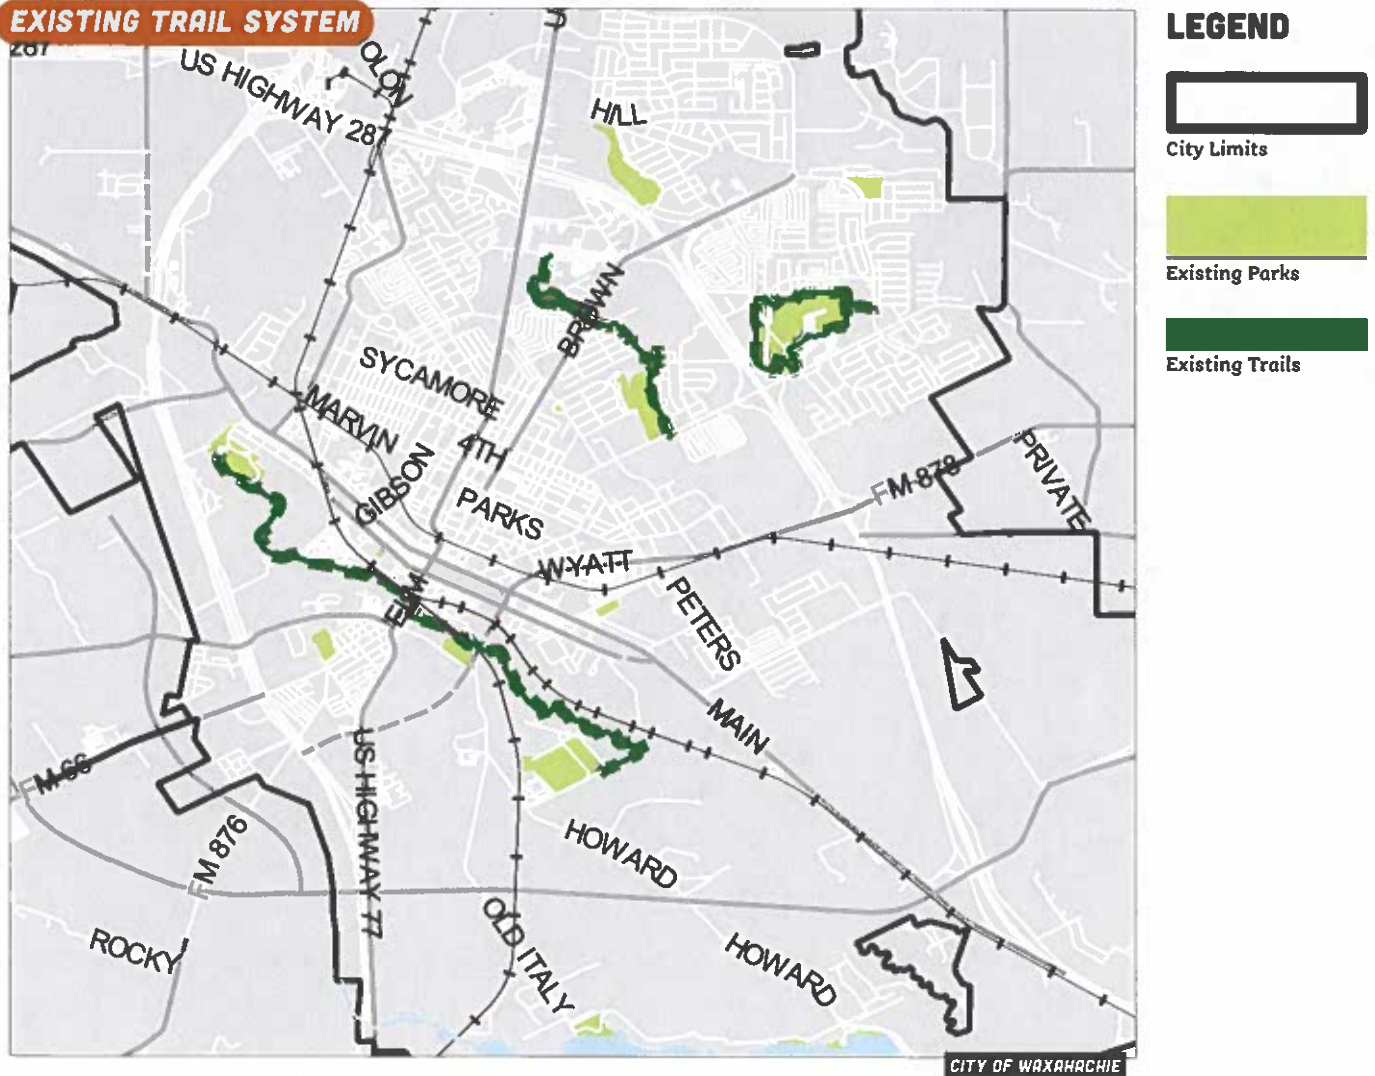 EXISTING TRAIL SYSTEM
LEGEND
City Limits
Existing Parks
Existing Trails
287
US HIGHWAY 287
HILL
BROWN
SYCAMORE
MARVIN
4TH
GIBSON
PARKS
FM 878
PRIVATE
WYATT
ELM
PETERS
MAIN
US HIGHWAY 77
FM 66
FM 876
HOWARD
ROCKY
OLD ITALY
HOWARD
CITY OF WAXAHACHIE